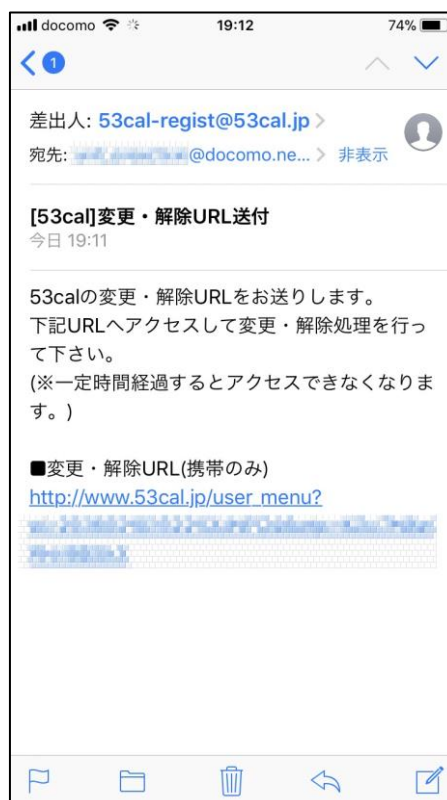 docomo 19:12 74%
1
差出人: 53cal-regist@53cal.jp
宛先: @docomo.ne... 非表示
[53cal]変更・解除URL送付
今日 19:11
53calの変更・解除URLをお送りします。
下記URLへアクセスして変更・解除処理を行っ
て下さい。
(※一定時間経過するとアクセスできなくなりま
す。)
■変更・解除URL(携帯のみ)
http://www.53cal.jp/user_menu?